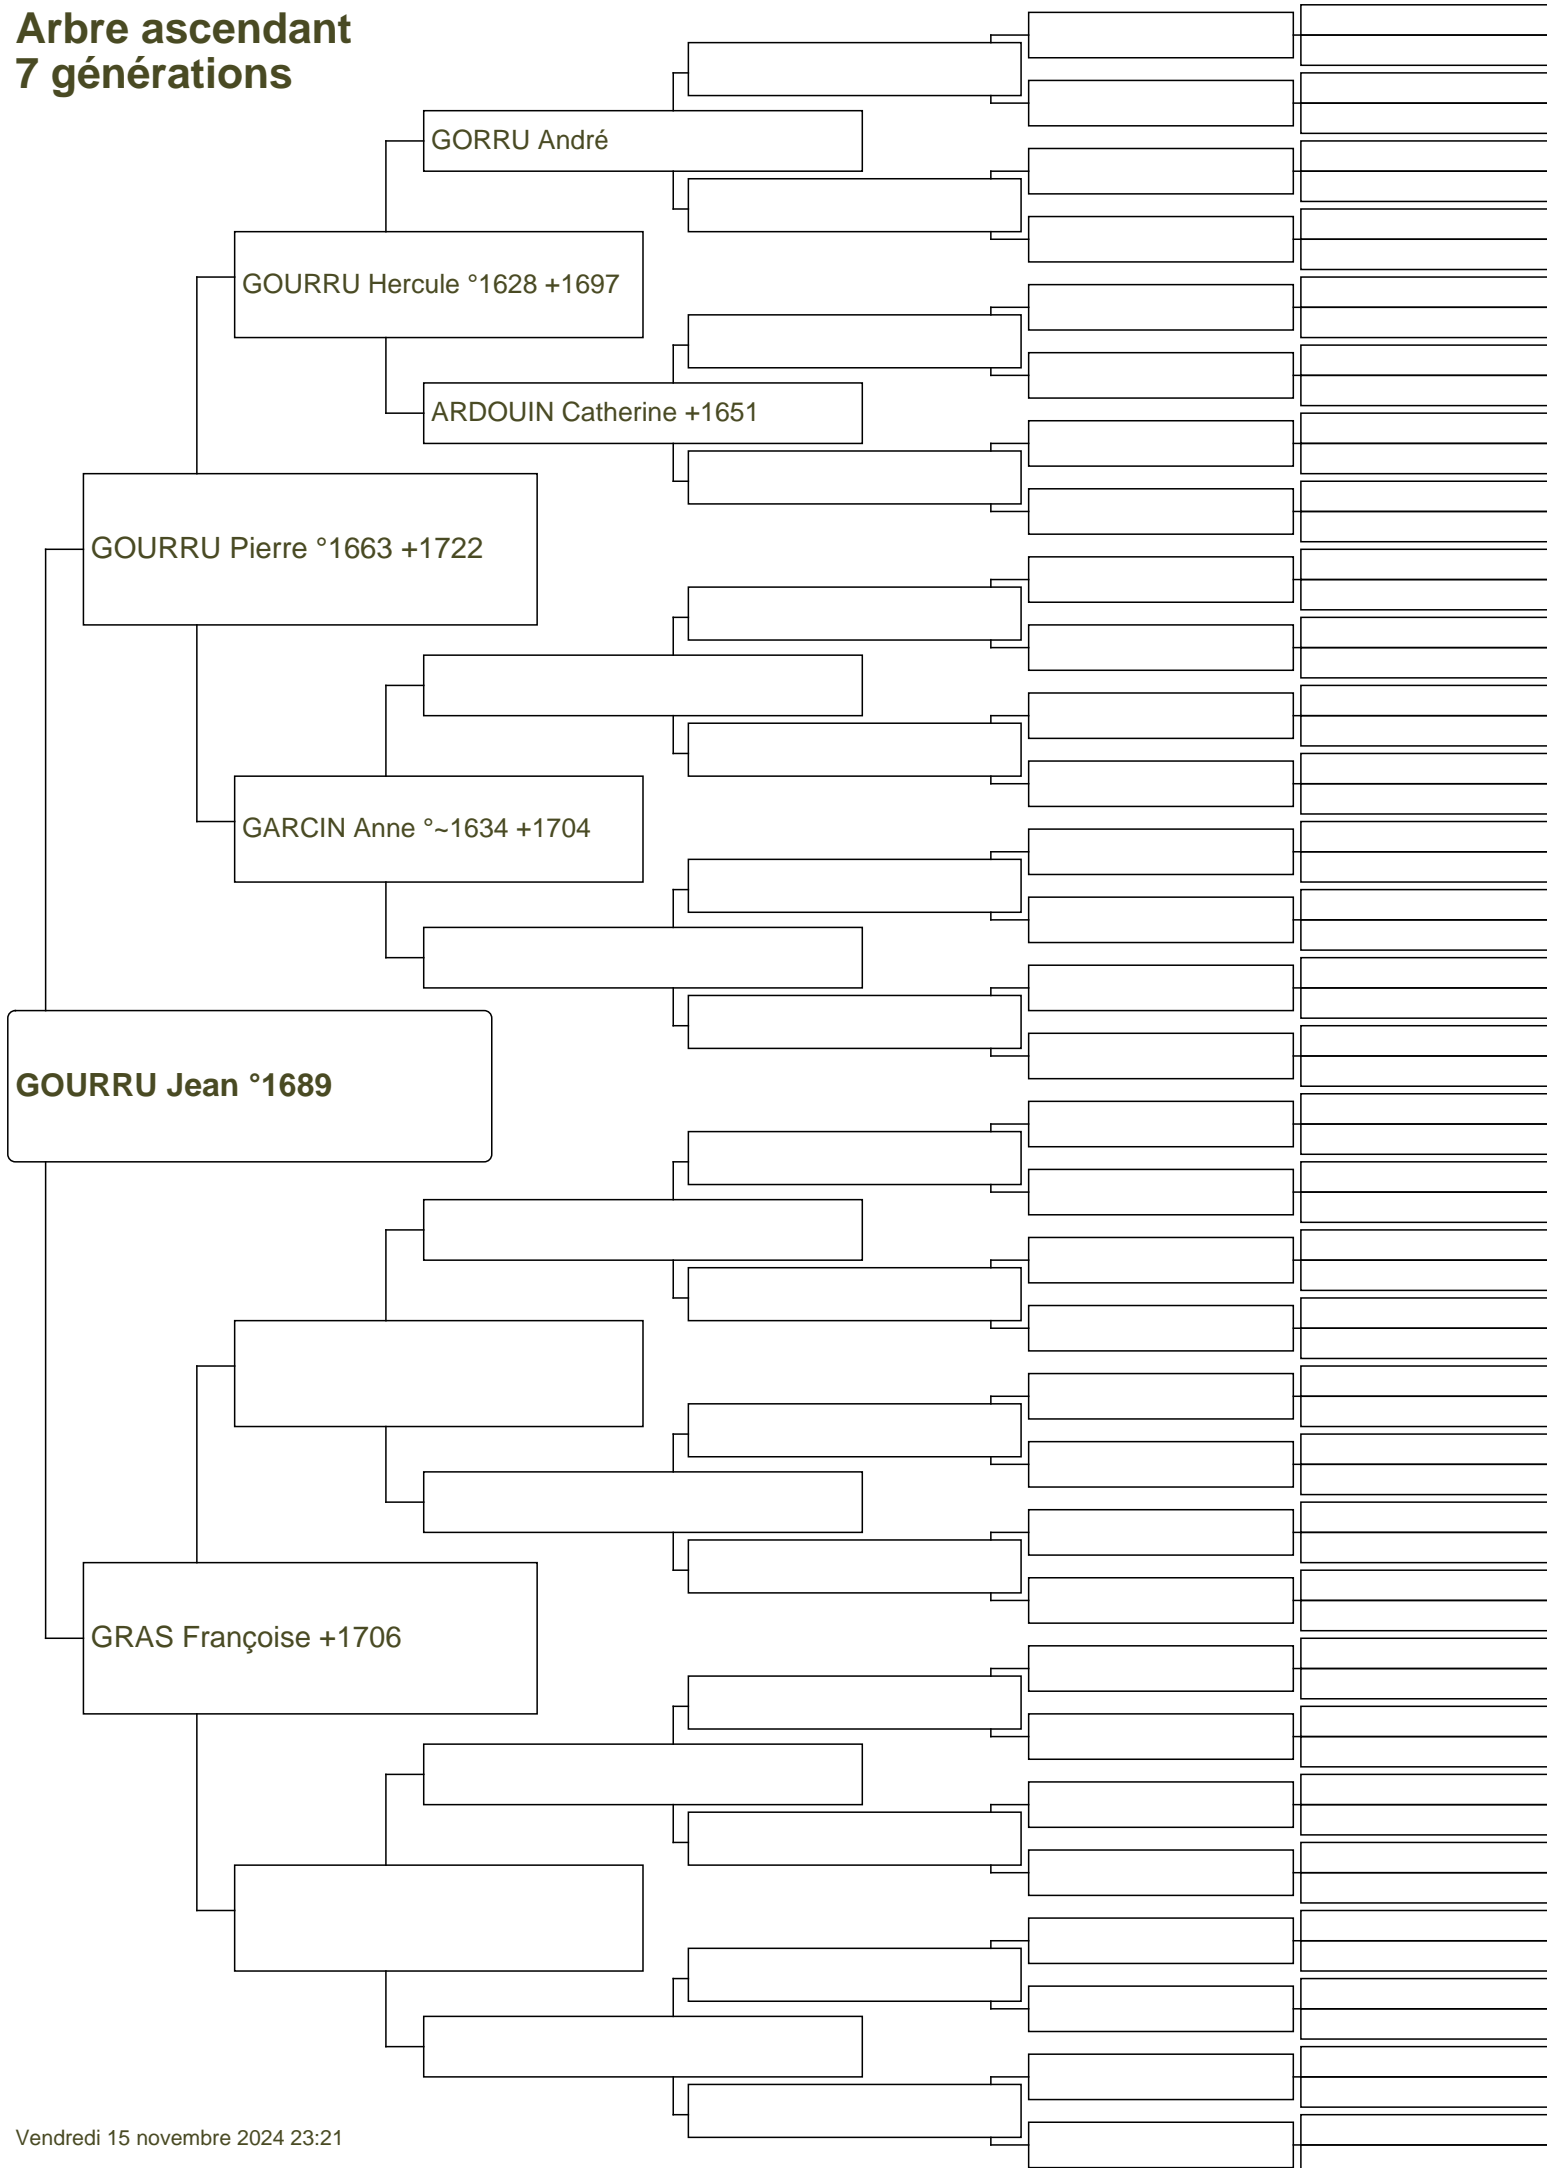 Arbre ascendant
7 générations
GORRU André
GOURRU Hercule °1628 +1697
ARDOUIN Catherine +1651
GOURRU Pierre °1663 +1722
GARCIN Anne °~1634 +1704
GOURRU Jean °1689
GRAS Françoise +1706
Vendredi 15 novembre 2024 23:21